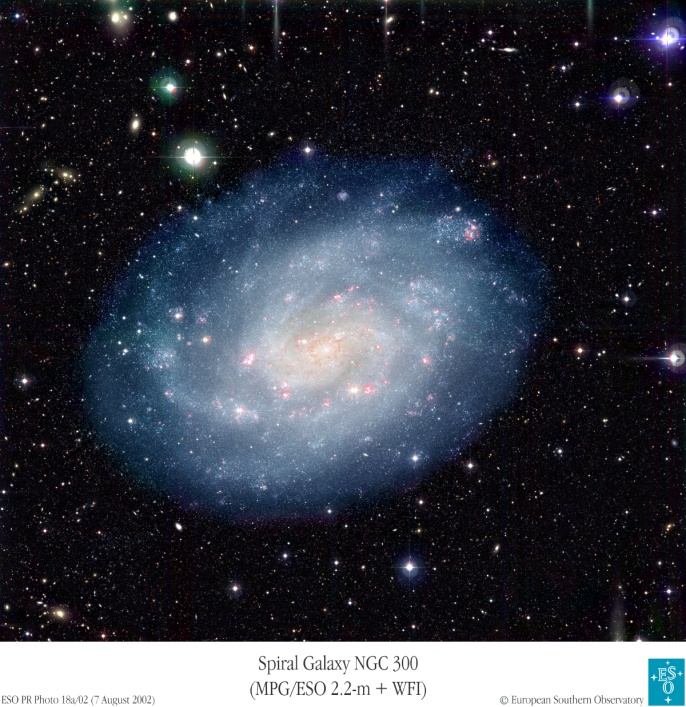 Spiral Galaxy NGC 300
(MPG/ESO 2.2-m + WFI)
ESO PR Photo 18a/02 (7 August 2002)
© European Southern Observatory
ESO